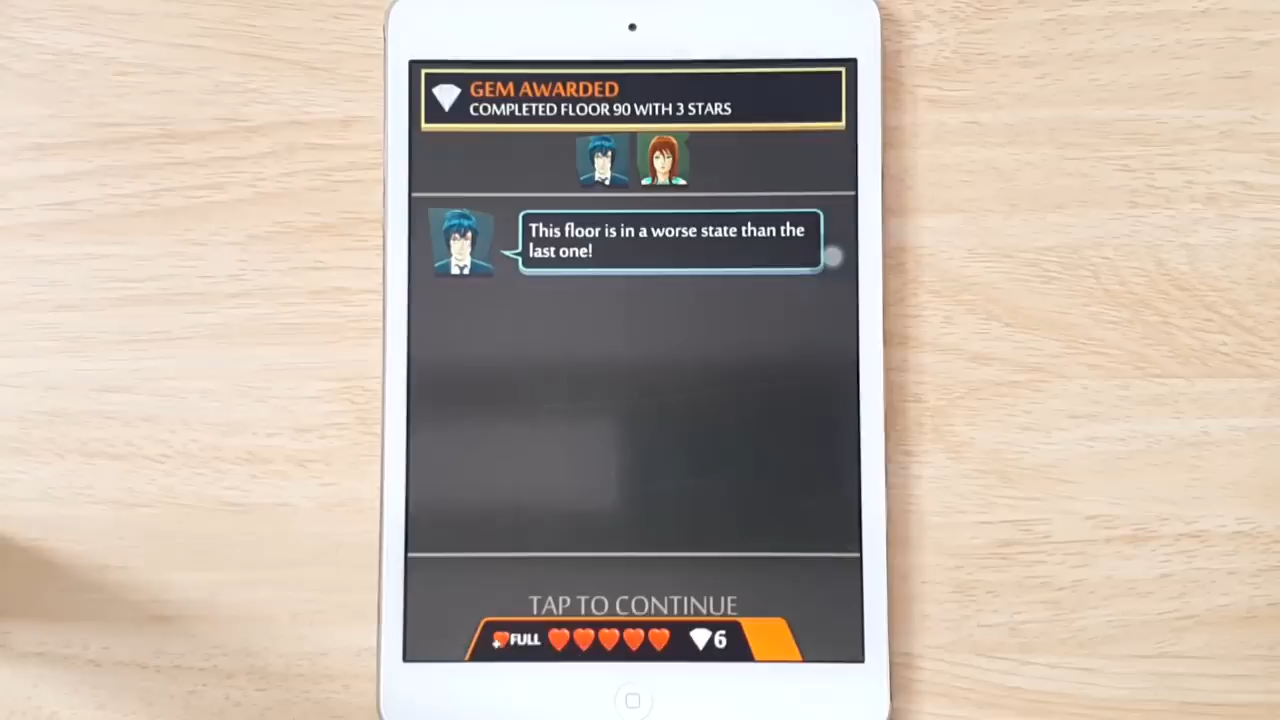 GEM AWARDED
COMPLETED FLOOR 90 WITH 3 STARS
This floor is in a worse state than the
last one!
TAP TO CONTINUE
+FULL
6